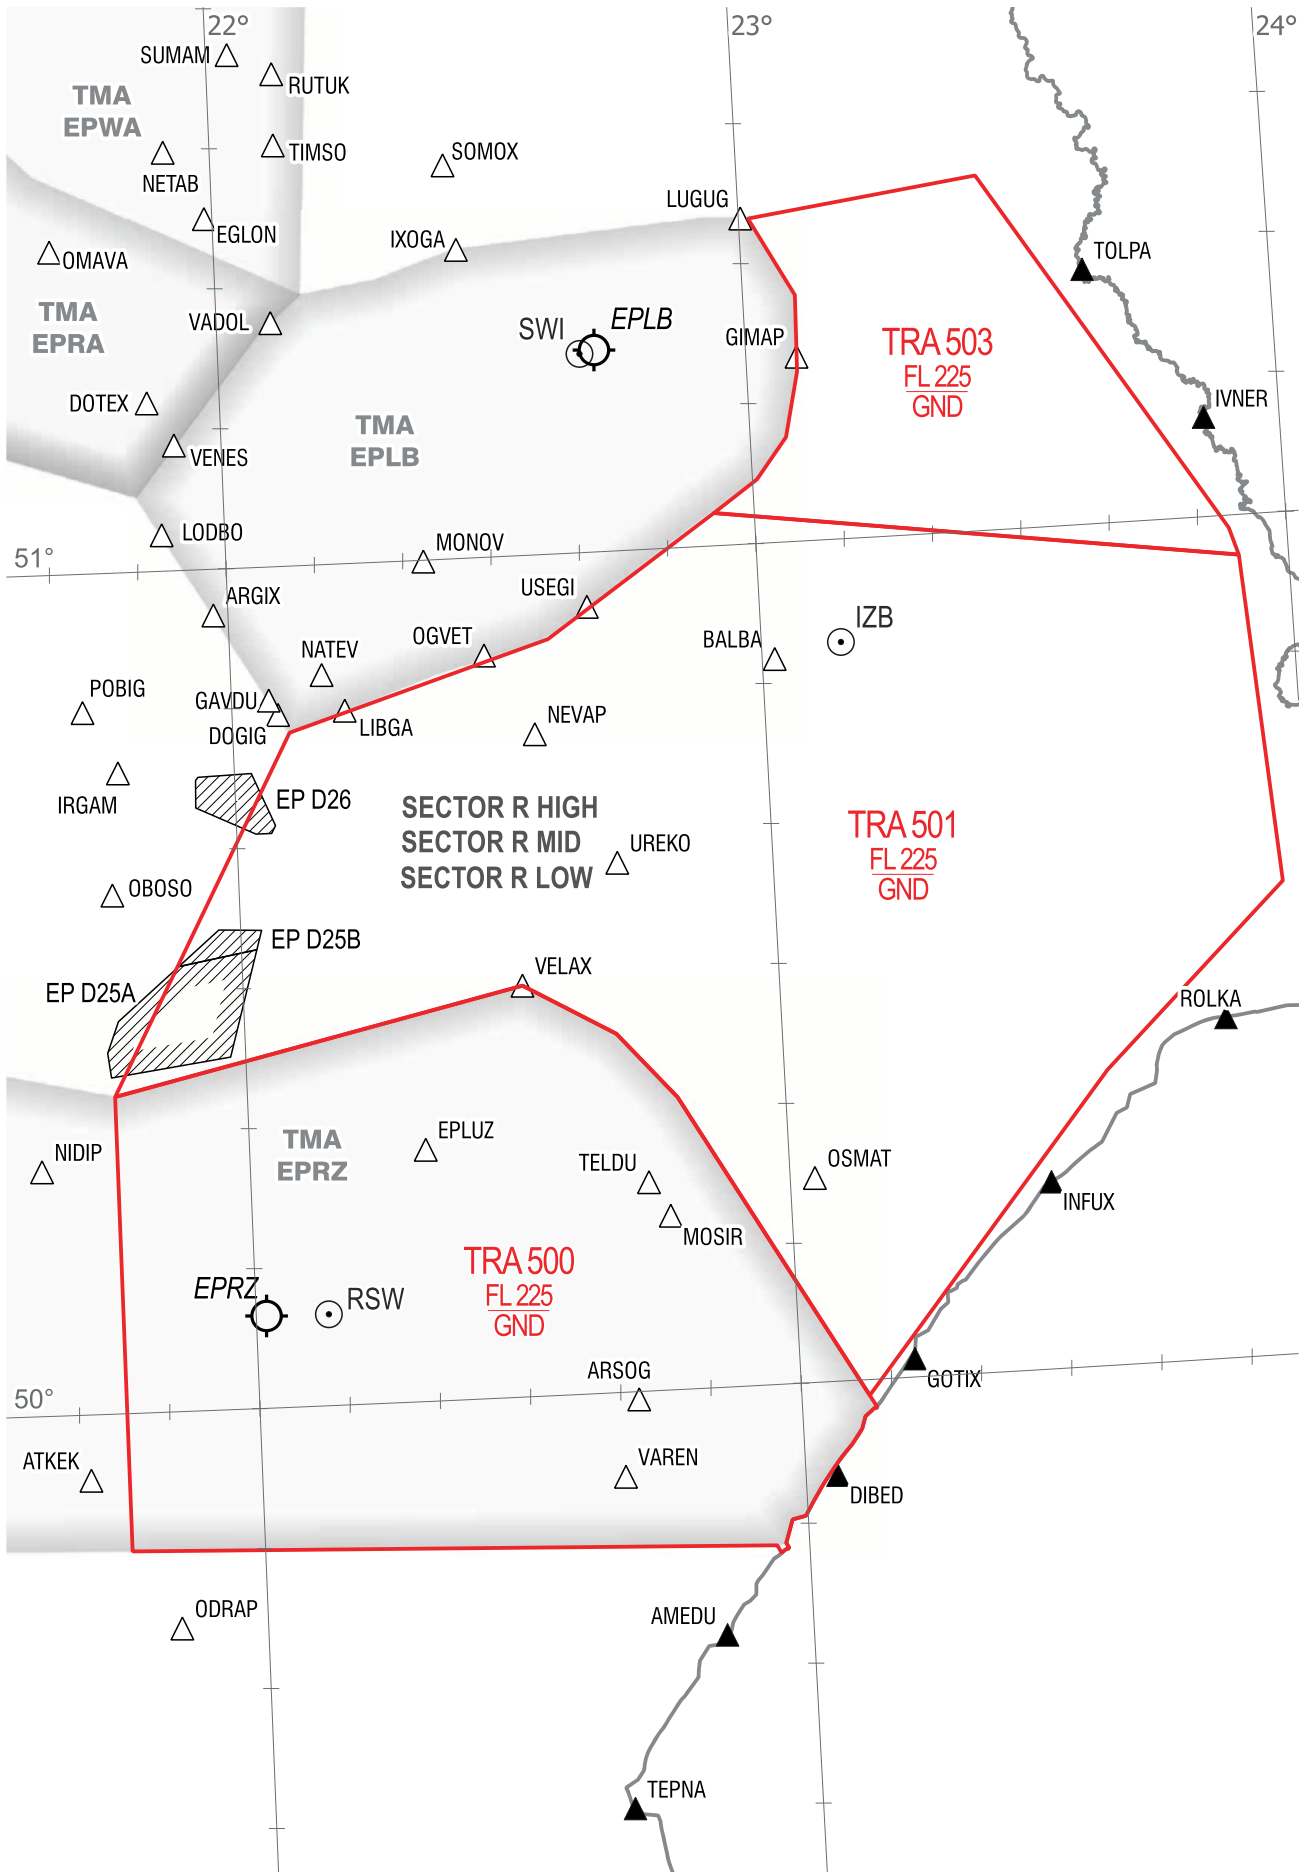 22°
23°
24°
SUMAM
RUTUK
TMA
EPWA
TIMSO
SOMOX
NETAB
LUGUG
EGLON
IXOGA
TOLPA
OMAVA
TMA
EPRA
VADOL
SWI
EPLB
GIMAP
TRA 503
FL 225
GND
DOTEX
IVNER
TMA
EPLB
VENES
LODBO
MONOV
51°
USEGI
ARGIX
IZB
OGVET
BALBA
NATEV
POBIG
GAVDU
DOGIG
LIBGA
NEVAP
IRGAM
EP D26
SECTOR R HIGH
SECTOR R MID
SECTOR R LOW
UREKO
TRA 501
FL 225
GND
OBOSO
EP D25B
VELAX
EP D25A
ROLKA
EPLUZ
TMA
EPRZ
NIDIP
TELDU
OSMAT
MOSIR
INFUX
TRA 500
FL 225
GND
EPRZ
RSW
ARSOG
GOTIX
50°
ATKEK
VAREN
DIBED
ODRAP
AMEDU
TEPNA